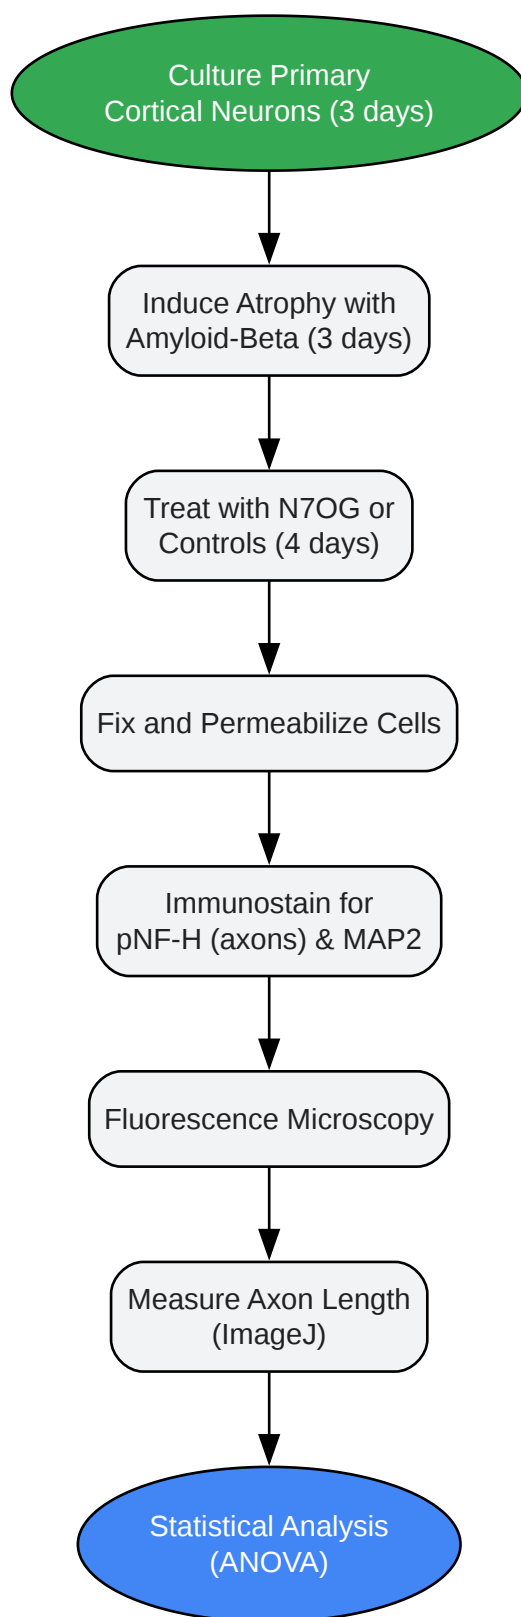 Culture Primary
Cortical Neurons (3 days)
Induce Atrophy with
Amyloid-Beta (3 days)
Treat with N7OG or
Controls (4 days)
Fix and Permeabilize Cells
Immunostain for
pNF-H (axons) & MAP2
Fluorescence Microscopy
Measure Axon Length
(ImageJ)
Statistical Analysis
(ANOVA)